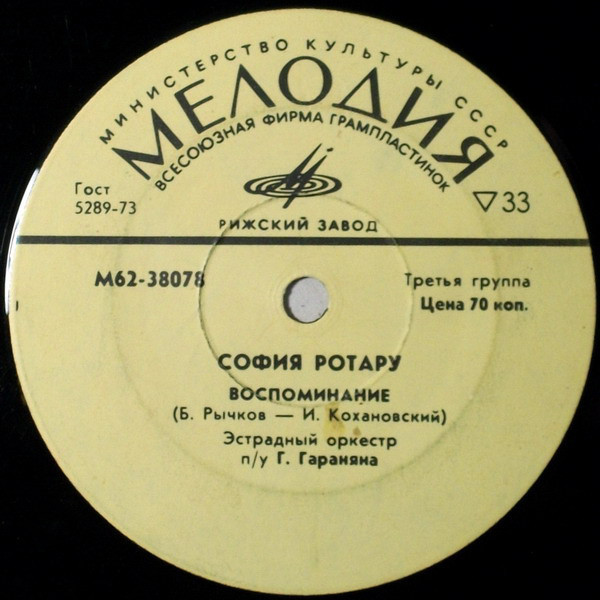 МИНИСТЕРСТВО КУЛЬТУРЫ СССР
МЕЛОДИЯ
ВСЕСОЮЗНАЯ ФИРМА ГРАМПЛАСТИНОК
Гост
5289-73
▽33
РИЖСКИЙ ЗАВОД
М62-38078
Третья группа
Цена 70 коп.
СОФИЯ РОТАРУ
ВОСПОМИНАНИЕ
(Б. Рычков — И. Кохановский)
Эстрадный оркестр
п/у Г. Гараняна